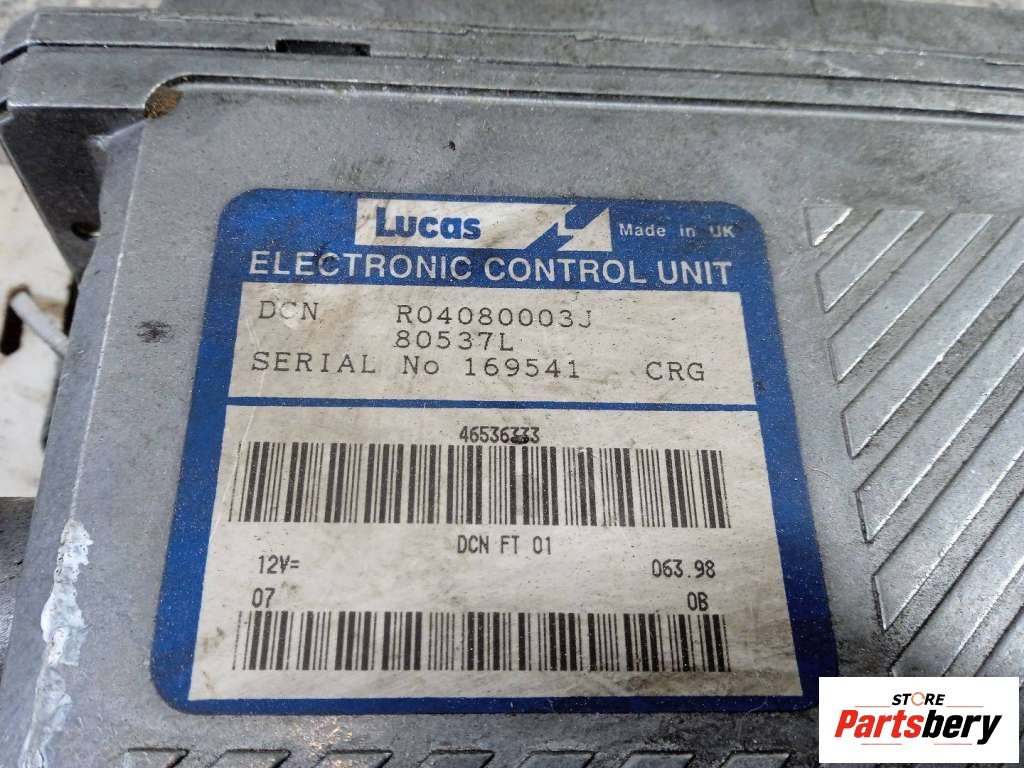 Lucas Made in UK
ELECTRONIC CONTROL UNIT
DCN R04080003J
80537L
SERIAL No 169541 CRG
46536333
DCN FT 01
12V= 063.98
07 0B
STORE
Partsbery